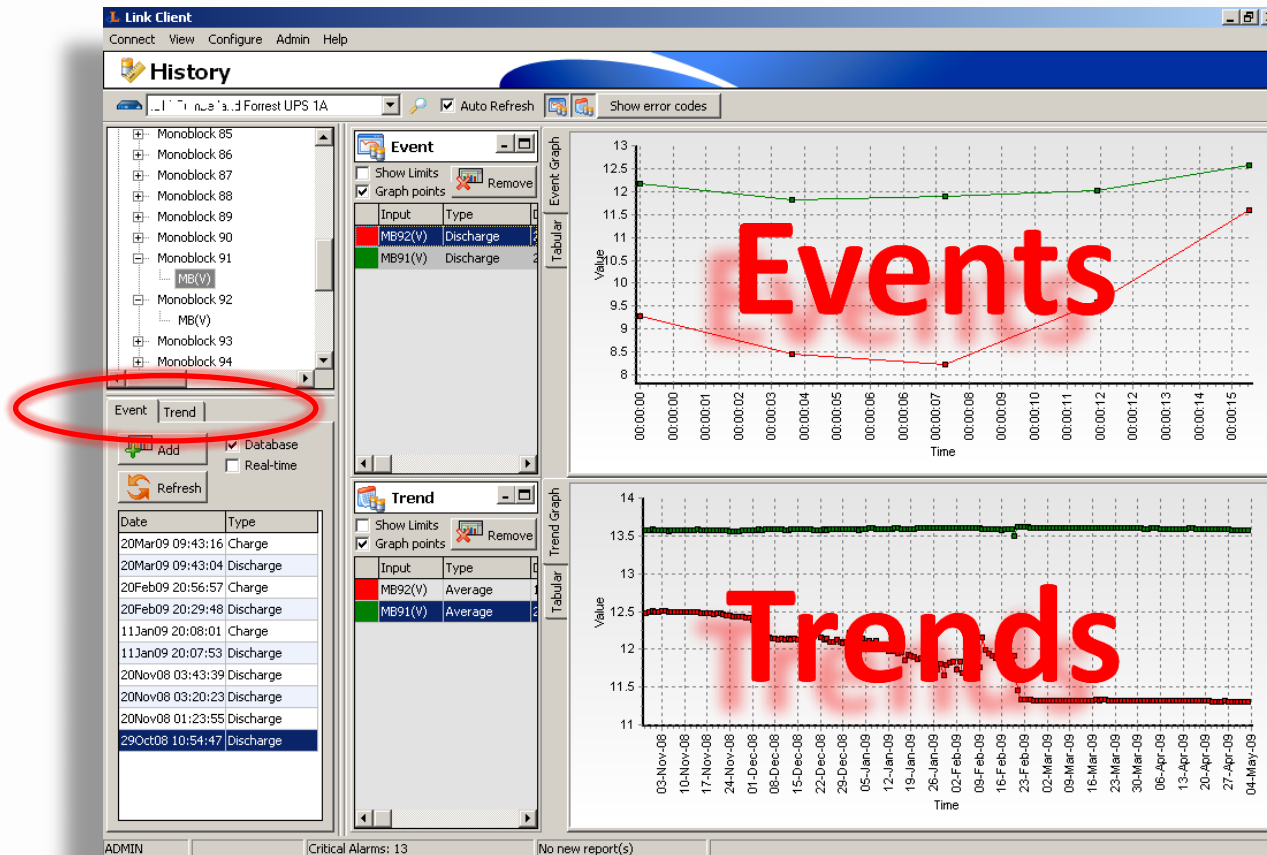 Link Client
Connect View Configure Admin Help
History
Forrest UPS 1A
Auto Refresh
Show error codes
Monoblock 85
Monoblock 86
Monoblock 87
Monoblock 88
Monoblock 89
Monoblock 90
Monoblock 91
MB(V)
Monoblock 92
MB(V)
Monoblock 93
Monoblock 94
Event Trend
Add
Database
Real-time
Refresh
Date Type
20Mar09 09:43:16 Charge
20Mar09 09:43:04 Discharge
20Feb09 20:56:57 Charge
20Feb09 20:29:48 Discharge
11Jan09 20:08:01 Charge
11Jan09 20:07:53 Discharge
20Nov08 03:43:39 Discharge
20Nov08 03:20:23 Discharge
20Nov08 01:23:55 Discharge
29Oct08 10:54:47 Discharge
Event
Show Limits
Graph points
Remove
Input Type D
MB92(V) Discharge 2
MB91(V) Discharge 2
Event Graph
Tabular
Value
13
12.5
12
11.5
11
10.5
10
9.5
9
8.5
8
Events
00:00:00 00:00:00 00:00:01 00:00:02 00:00:03 00:00:04 00:00:05 00:00:06 00:00:07 00:00:08 00:00:09 00:00:10 00:00:11 00:00:12 00:00:12 00:00:13 00:00:14 00:00:15
Time
Trend
Show Limits
Graph points
Remove
Input Type D
MB92(V) Average 1
MB91(V) Average 2
Trend Graph
Tabular
Value
14
13.5
13
12.5
12
11.5
11
Trends
03-Nov-08 10-Nov-08 17-Nov-08 24-Nov-08 01-Dec-08 08-Dec-08 15-Dec-08 22-Dec-08 29-Dec-08 05-Jan-09 12-Jan-09 19-Jan-09 26-Jan-09 02-Feb-09 09-Feb-09 16-Feb-09 23-Feb-09 02-Mar-09 09-Mar-09 16-Mar-09 23-Mar-09 30-Mar-09 06-Apr-09 13-Apr-09 20-Apr-09 27-Apr-09 04-May-09
Time
ADMIN
Critical Alarms: 13
No new report(s)